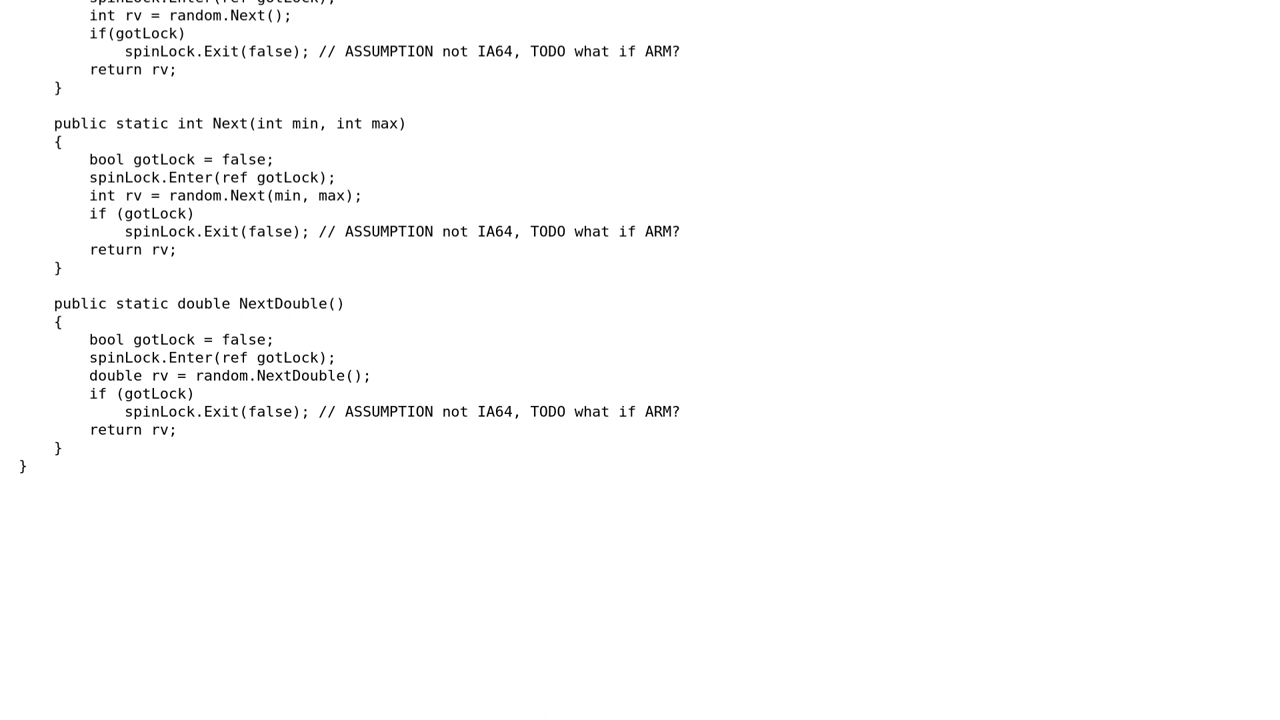 spinLock.Enter(ref gotLock);
        int rv = random.Next();
        if(gotLock)
            spinLock.Exit(false); // ASSUMPTION not IA64, TODO what if ARM?
        return rv;
    }

    public static int Next(int min, int max)
    {
        bool gotLock = false;
        spinLock.Enter(ref gotLock);
        int rv = random.Next(min, max);
        if (gotLock)
            spinLock.Exit(false); // ASSUMPTION not IA64, TODO what if ARM?
        return rv;
    }

    public static double NextDouble()
    {
        bool gotLock = false;
        spinLock.Enter(ref gotLock);
        double rv = random.NextDouble();
        if (gotLock)
            spinLock.Exit(false); // ASSUMPTION not IA64, TODO what if ARM?
        return rv;
    }
}